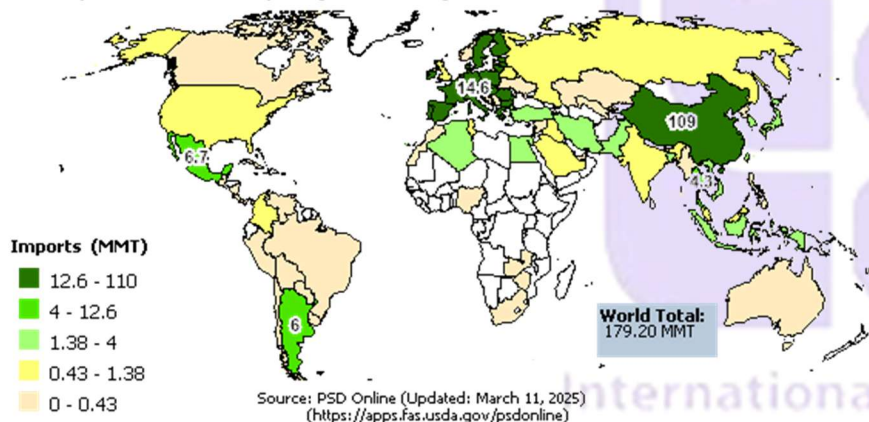 14.6
109
6.7
4.3
6
Imports (MMT)
12.6 - 110
4 - 12.6
1.38 - 4
0.43 - 1.38
0 - 0.43
World Total:
179.20 MMT
Source: PSD Online (Updated: March 11, 2025)
(https://apps.fas.usda.gov/psdonline)
International